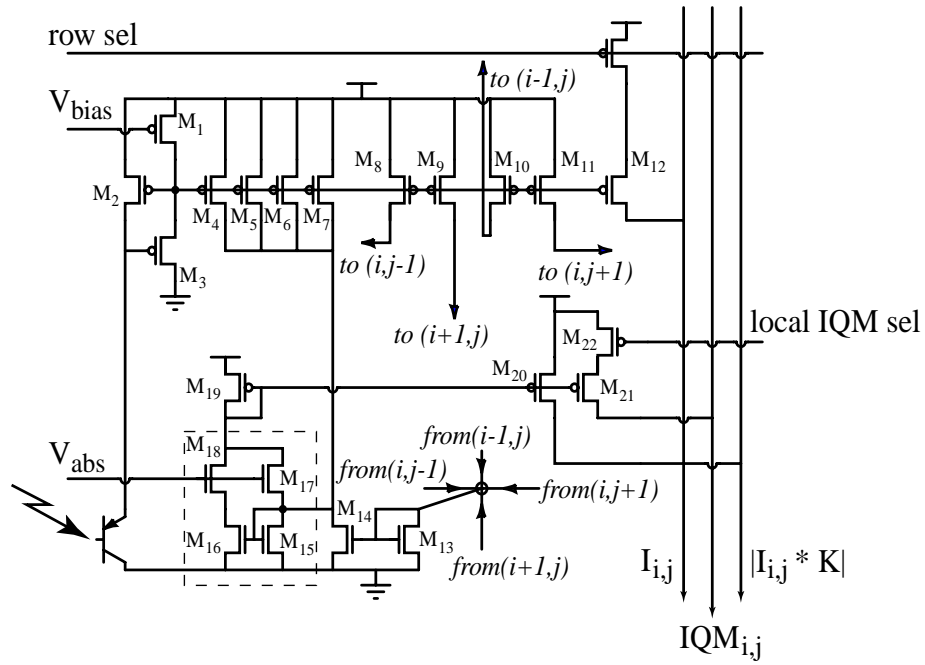 row sel
to (i-1,j)
V_bias
M_1
M_8
M_9
M_10
M_11
M_12
M_2
M_4
M_5
M_6
M_7
M_3
to (i,j-1)
to (i,j+1)
to (i+1,j)
local IQM sel
M_22
M_20
M_19
M_21
M_18
from(i-1,j)
V_abs
from(i,j-1)
M_17
from(i,j+1)
M_14
M_16
M_15
M_13
from(i+1,j)
I_i,j
|I_i,j * K|
IQM_i,j